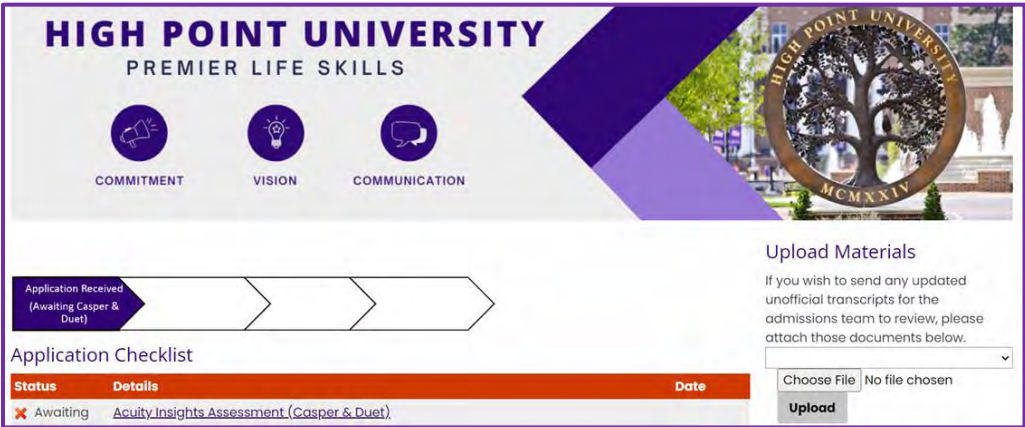 HIGH POINT UNIVERSITY
PREMIER LIFE SKILLS
COMMITMENT
VISION
COMMUNICATION
HIGH POINT UNIVERSITY
MCMXXIV
Application Received
(Awaiting Casper &
Duet)
Application Checklist
Status Details Date
Awaiting Acuity Insights Assessment (Casper & Duet)
Upload Materials
If you wish to send any updated
unofficial transcripts for the
admissions team to review, please
attach those documents below.
Choose File No file chosen
Upload